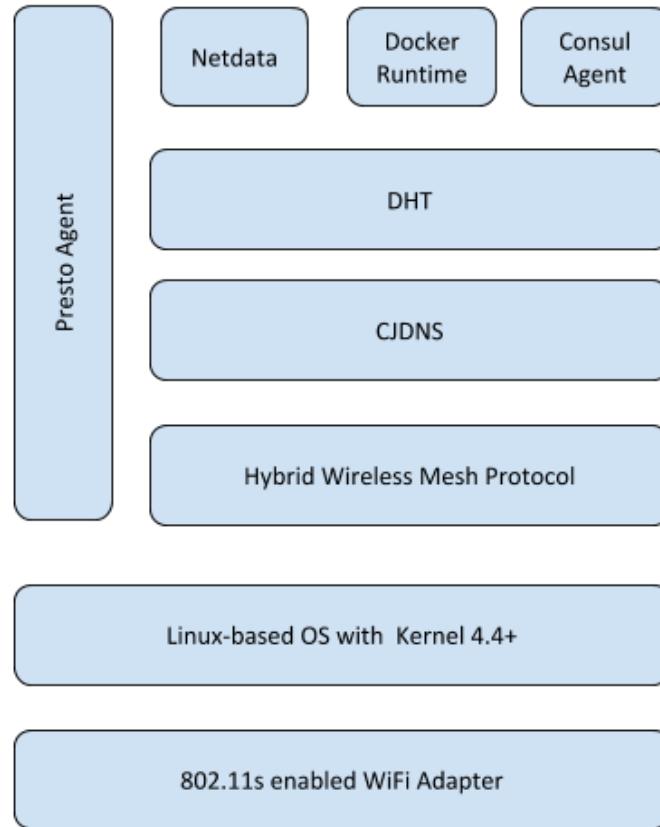 Presto Agent
Netdata
Docker
Runtime
Consul
Agent
DHT
CJDNS
Hybrid Wireless Mesh Protocol
Linux-based OS with Kernel 4.4+
802.11s enabled WiFi Adapter